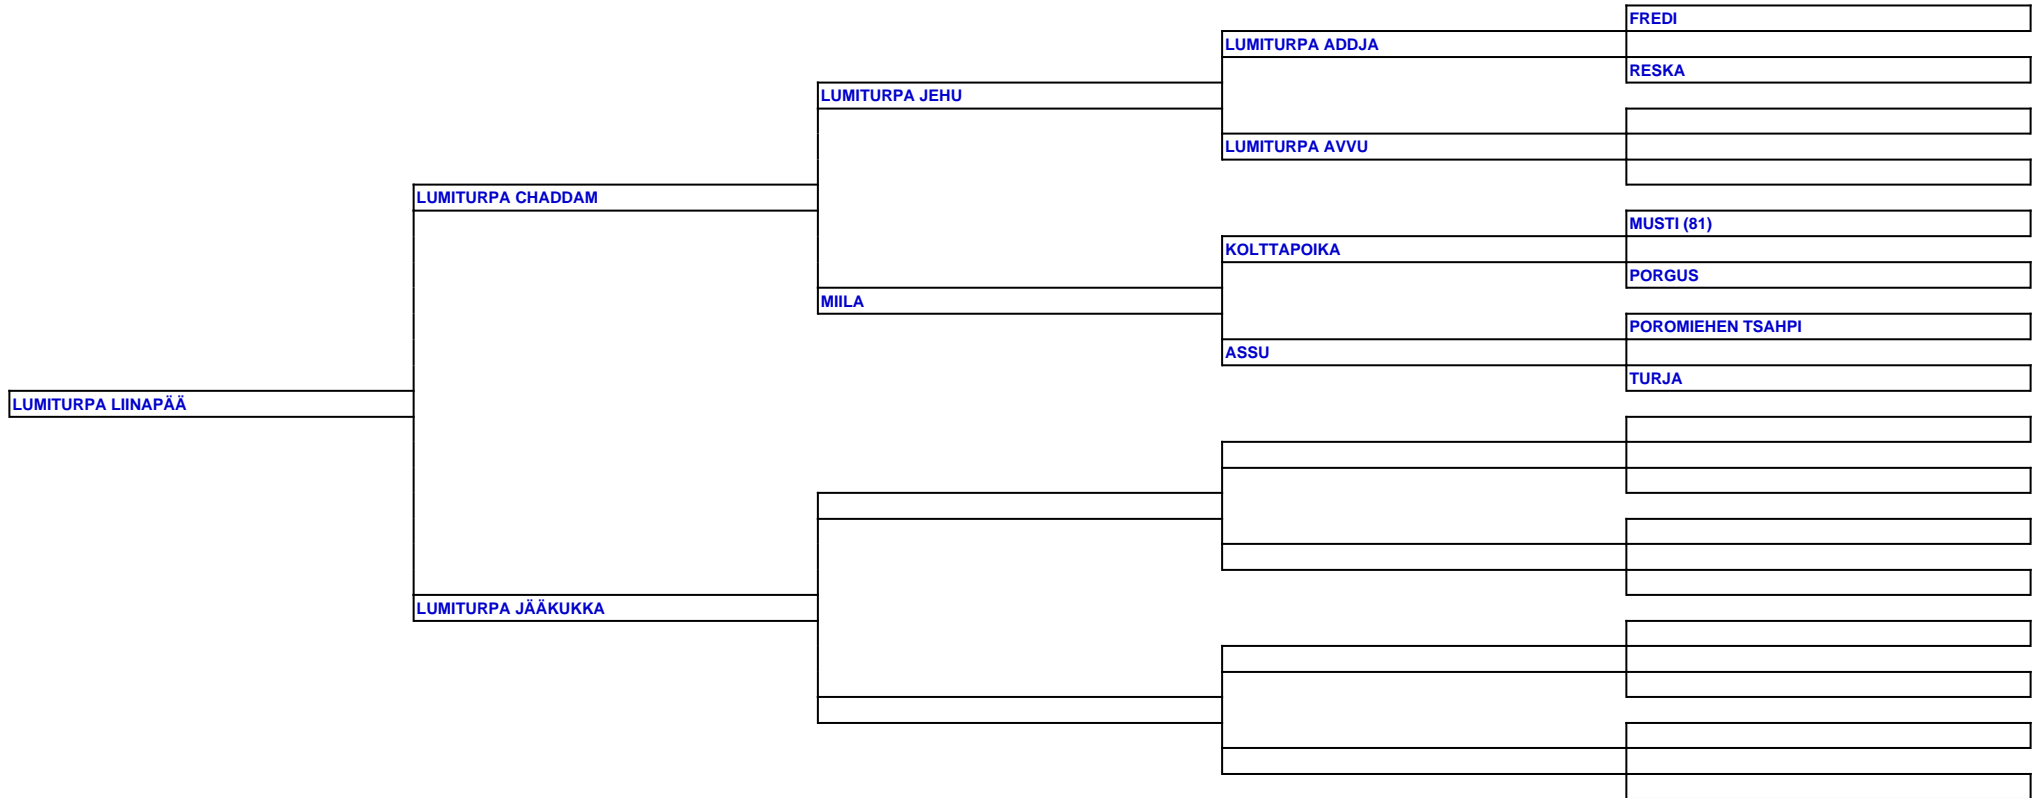 FREDI
LUMITURPA ADDJA
RESKA
LUMITURPA JEHU
LUMITURPA AVVU
LUMITURPA CHADDAM
MUSTI (81)
KOLTTAPOIKA
PORGUS
MIILA
POROMIEHEN TSAHPI
ASSU
TURJA
LUMITURPA LIINAPÄÄ
LUMITURPA JÄÄKUKKA